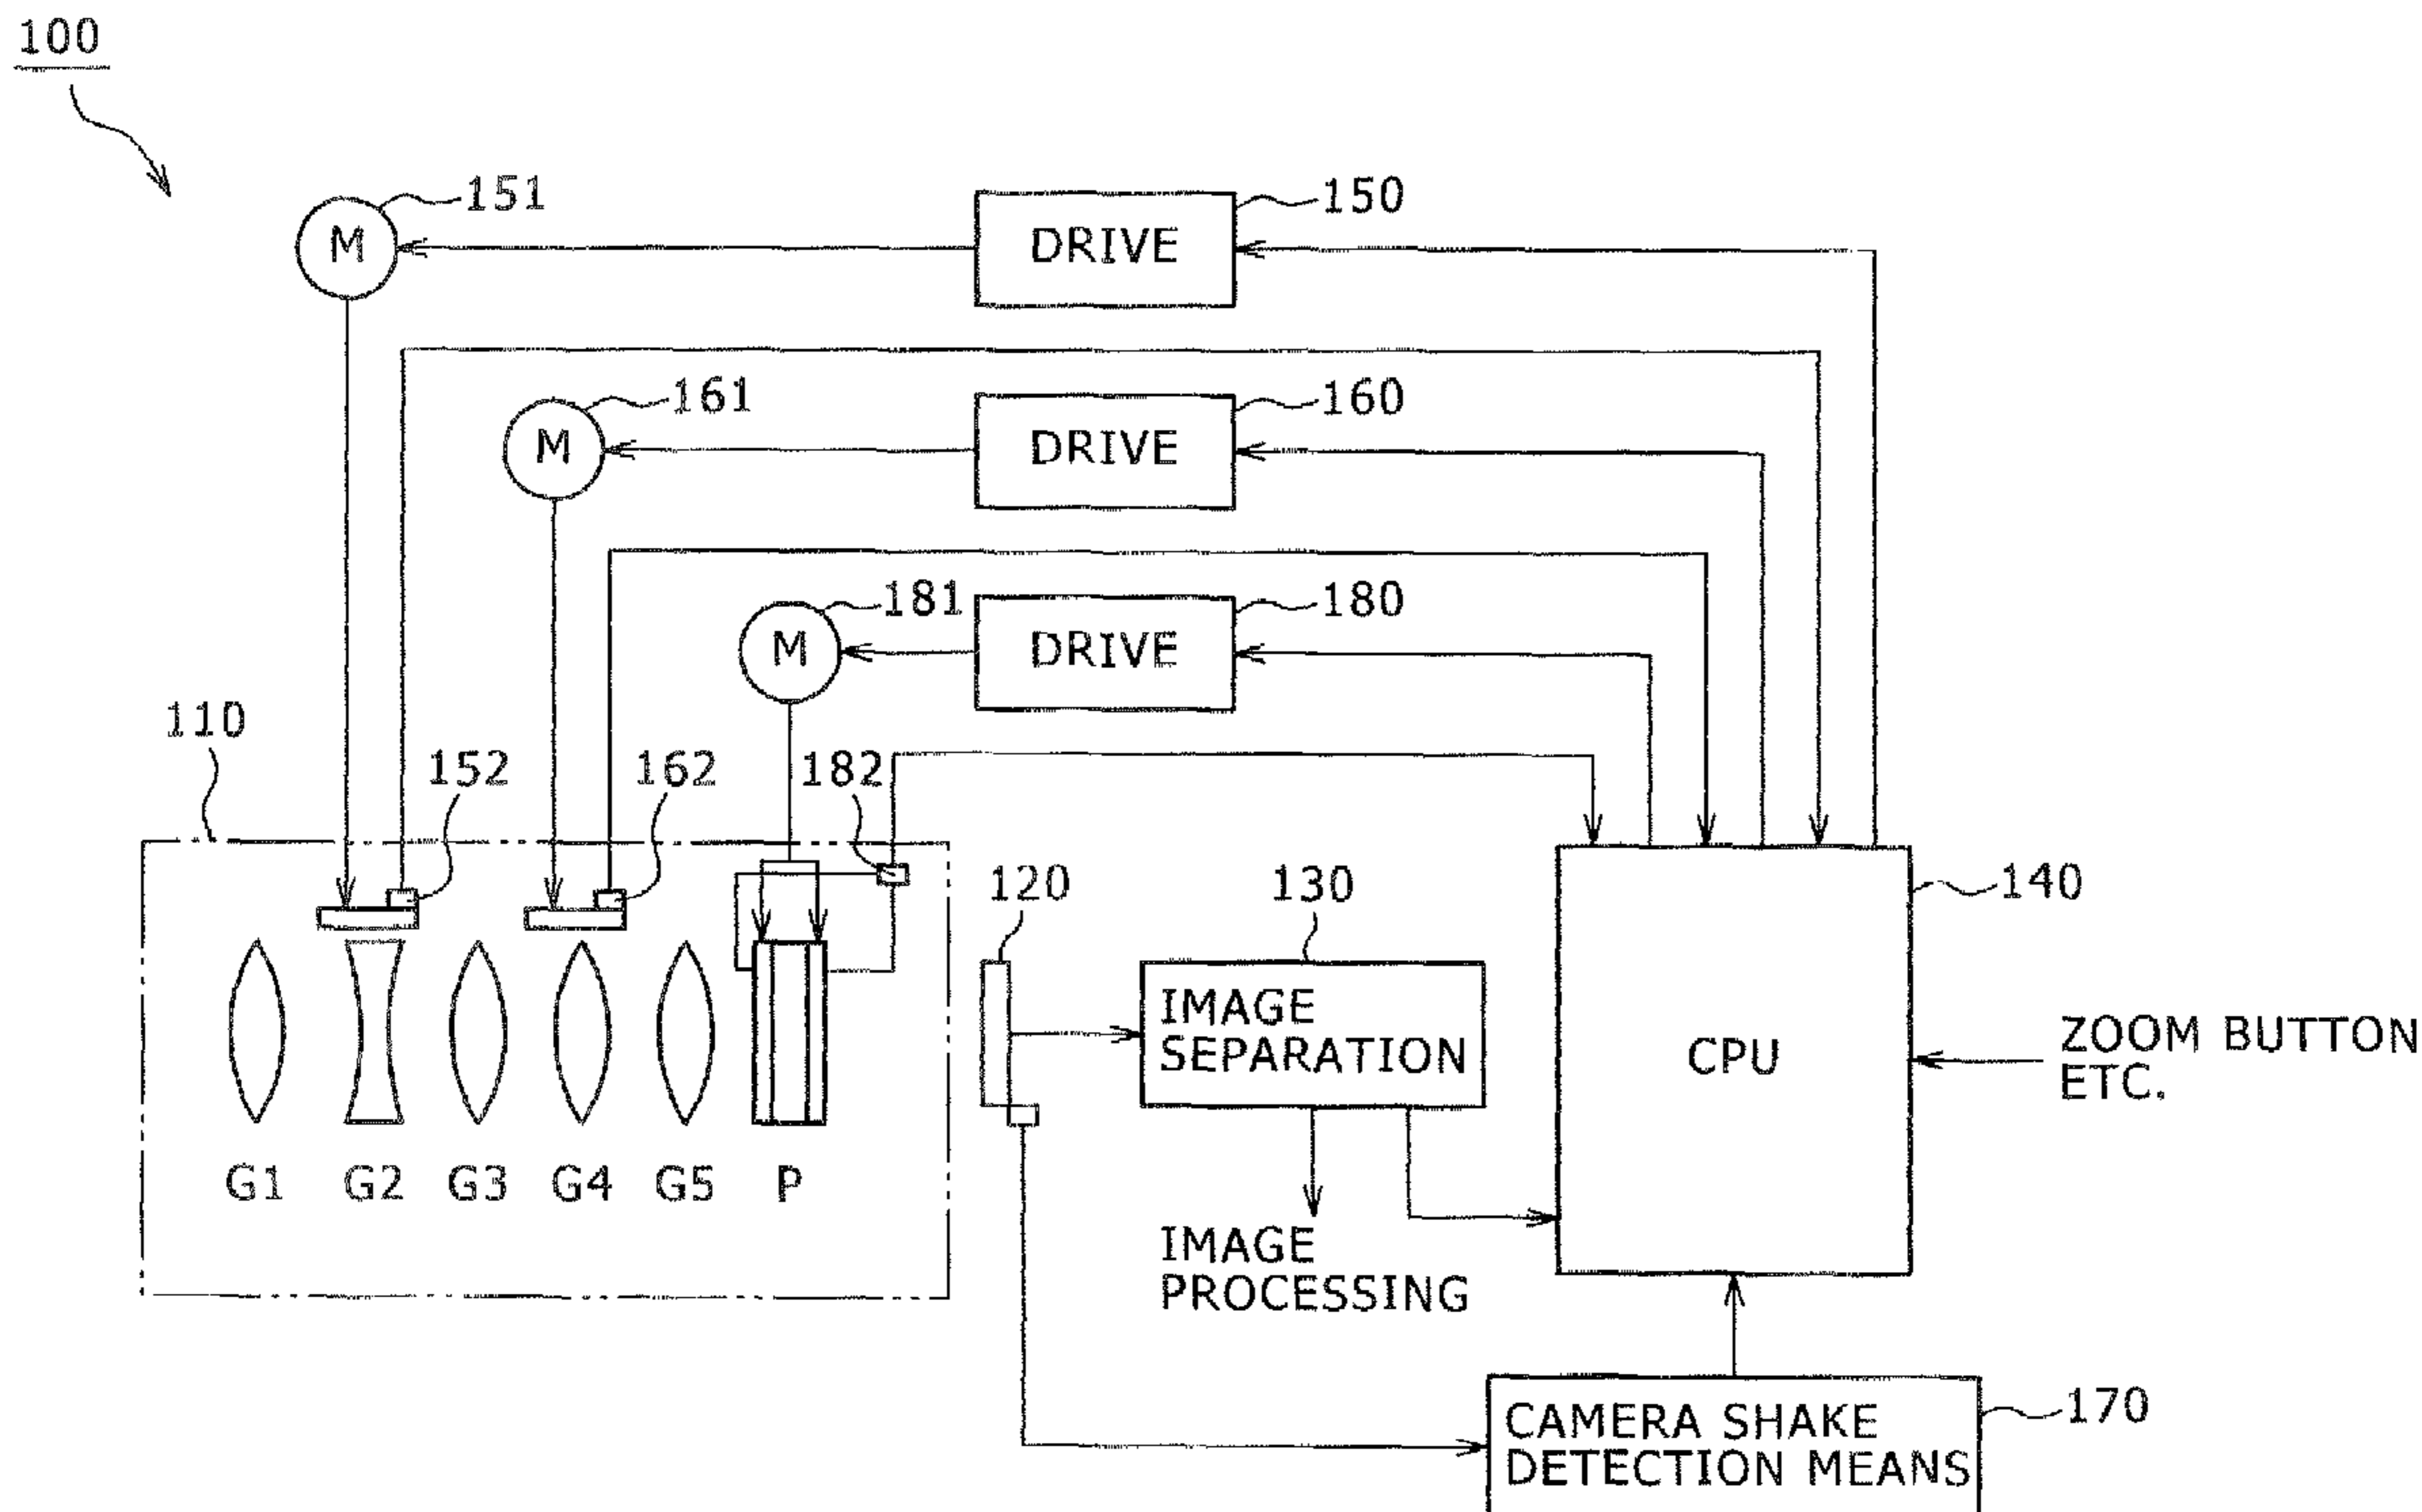 100
151
M
DRIVE
150
161
M
DRIVE
160
181
M
DRIVE
180
110
152
162
182
120
130
140
IMAGE
SEPARATION
CPU
ZOOM BUTTON
ETC.
G1
G2
G3
G4
G5
P
IMAGE
PROCESSING
CAMERA SHAKE
DETECTION MEANS
170